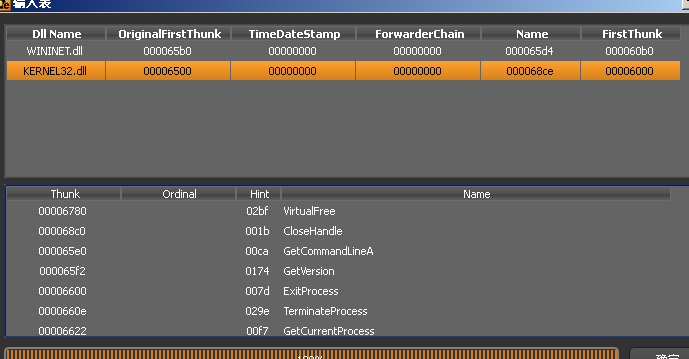 输入表
Dll Name OriginalFirstThunk TimeDateStamp ForwarderChain Name FirstThunk
WININET.dll 000065b0 00000000 00000000 000065d4 000060b0
KERNEL32.dll 00006500 00000000 00000000 000068ce 00006000
Thunk Ordinal Hint Name
00006780 02bf VirtualFree
000068c0 001b CloseHandle
000065e0 00ca GetCommandLineA
000065f2 0174 GetVersion
00006600 007d ExitProcess
0000660e 029e TerminateProcess
00006622 00f7 GetCurrentProcess
100% 确定